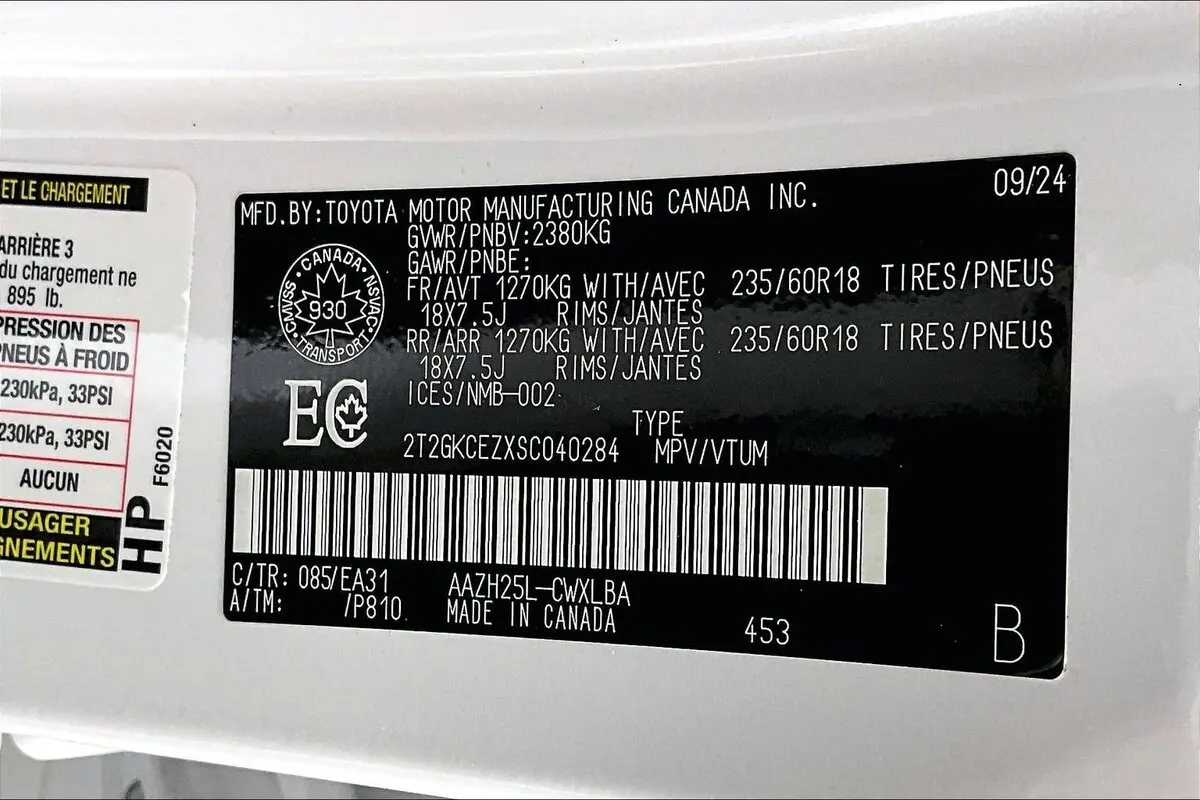 ET LE CHARGEMENT
ARRIÈRE 3
du chargement ne
895 lb.
PRESSION DES
PNEUS À FROID
230kPa, 33PSI
230kPa, 33PSI
AUCUN
USAGER
HP
F6020
MFD.BY:TOYOTA MOTOR MANUFACTURING CANADA INC.
09/24
GVWR/PNBV:2380KG
GAWR/PNBE:
FR/AVT 1270KG WITH/AVEC 235/60R18 TIRES/PNEUS
18X7.5J RIMS/JANTES
RR/ARR 1270KG WITH/AVEC 235/60R18 TIRES/PNEUS
18X7.5J RIMS/JANTES
ICES/NMB-002
CANADA
CMVSS
NSVAC
930
TRANSPORT
EC
TYPE
2T2GKCEZXSC040284 MPV/VTUM
C/TR: 085/EA31 AAZH25L-CWXLBA
A/TM: /P810 MADE IN CANADA
453
B